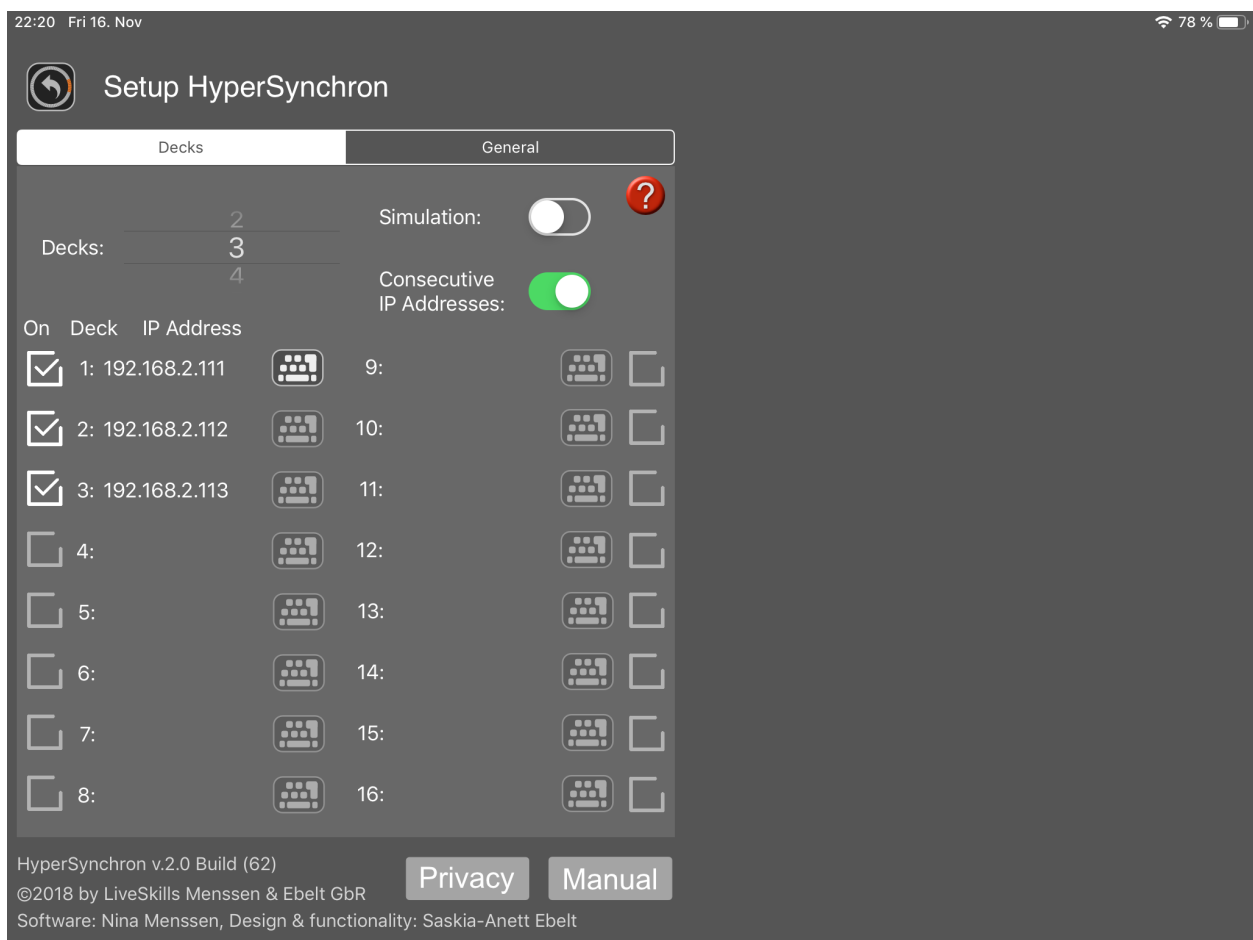 22:20 Fri 16. Nov 78 %
Setup HyperSynchron
Decks General
2
Decks: 3
4
Simulation:
?
Consecutive
IP Addresses:
On Deck IP Address
1: 192.168.2.111 9:
2: 192.168.2.112 10:
3: 192.168.2.113 11:
4: 12:
5: 13:
6: 14:
7: 15:
8: 16:
HyperSynchron v.2.0 Build (62)
©2018 by LiveSkills Menssen & Ebelt GbR
Privacy Manual
Software: Nina Menssen, Design & functionality: Saskia-Anett Ebelt